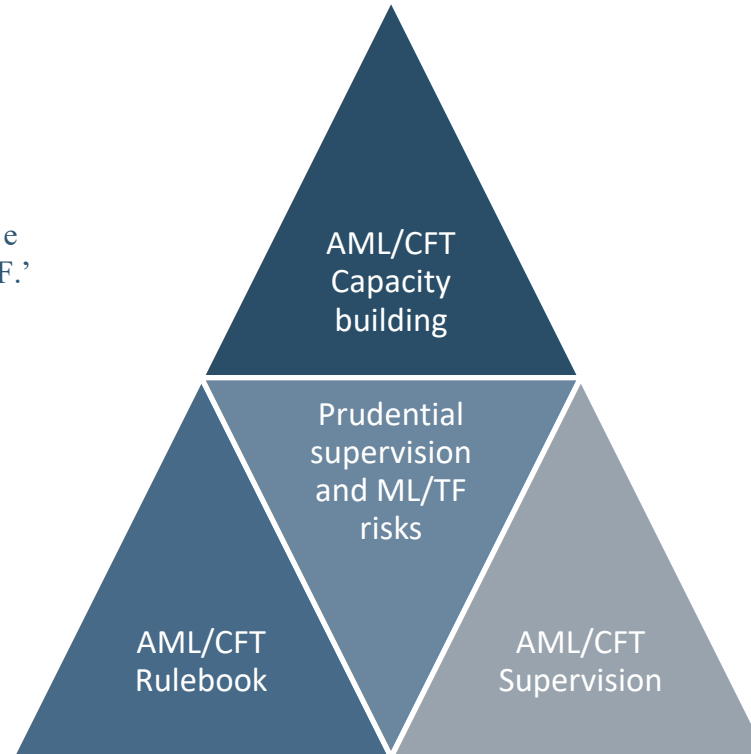 e
F.’
AML/CFT
Capacity
building
Prudential
supervision
and ML/TF
risks
AML/CFT
Rulebook
AML/CFT
Supervision